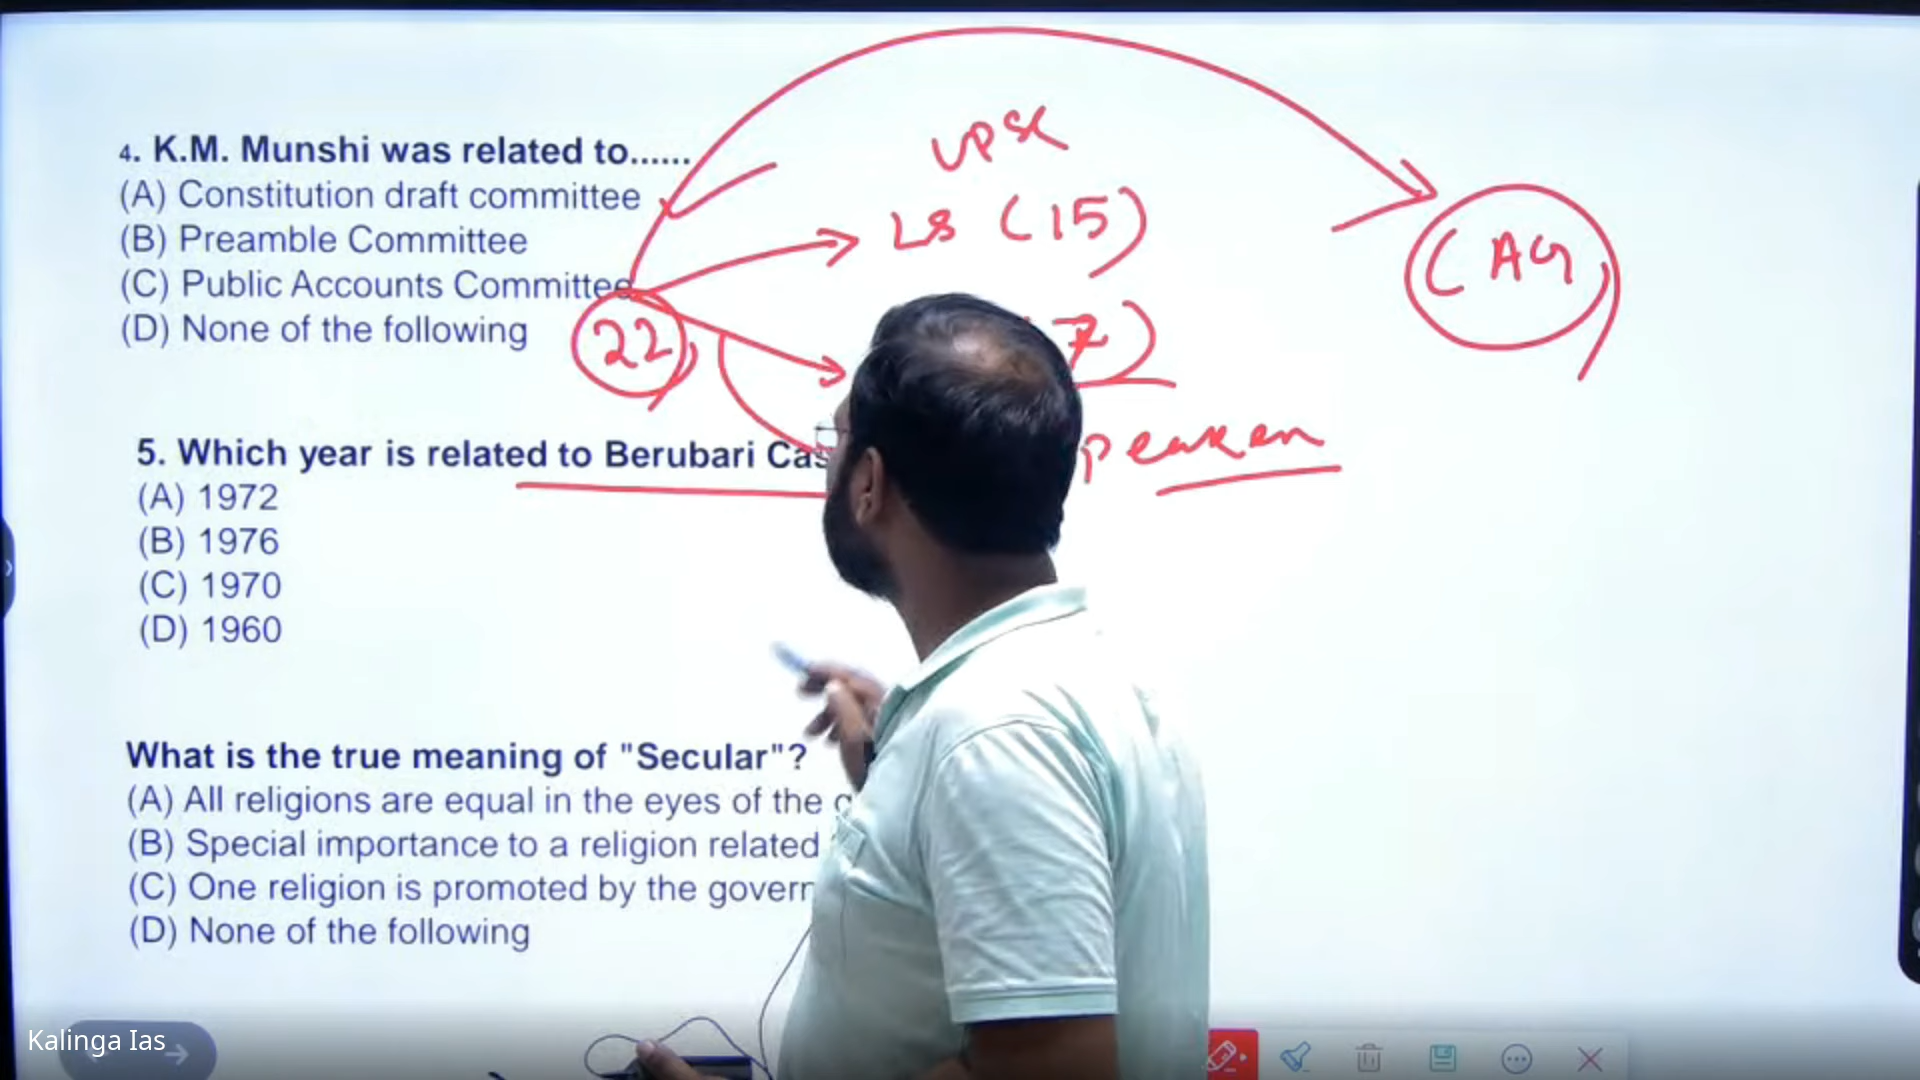 4. K.M. Munshi was related to......
(A) Constitution draft committee
(B) Preamble Committee
(C) Public Accounts Committee
(D) None of the following
UPSC
LS (15)
22
7)
CAG
peaker
5. Which year is related to Berubari Cas
(A) 1972
(B) 1976
(C) 1970
(D) 1960
What is the true meaning of "Secular"?
(A) All religions are equal in the eyes of the
(B) Special importance to a religion related
(C) One religion is promoted by the govern
(D) None of the following
Kalinga Ias